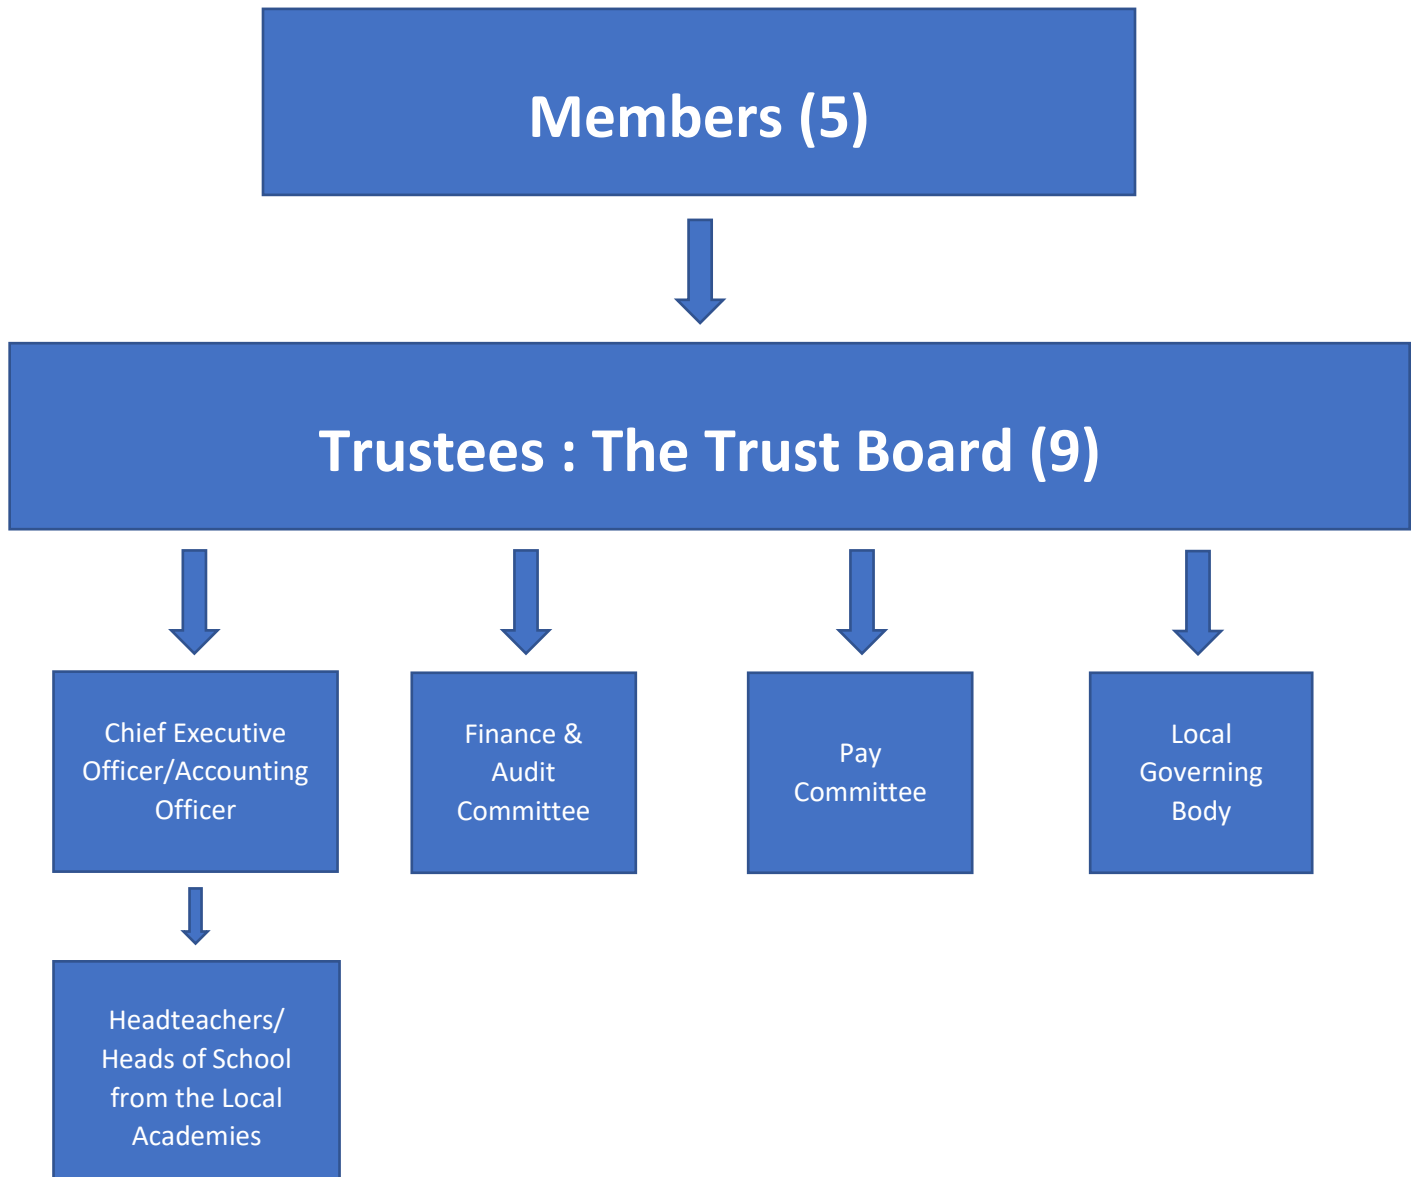 Members (5)
Trustees : The Trust Board (9)
Chief Executive
Officer/Accounting
Officer
Finance &
Audit
Committee
Pay
Committee
Local
Governing
Body
Headteachers/
Heads of School
from the Local
Academies